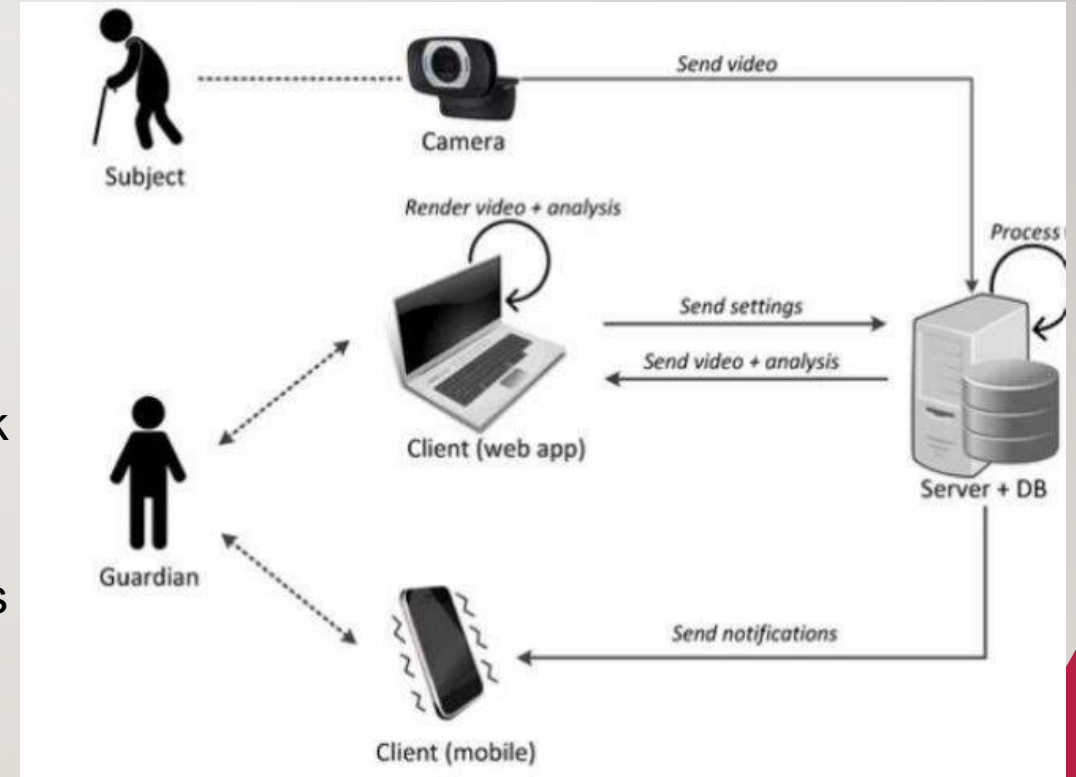 Send video
Camera
Subject
Render video + analysis
Process
Send settings
Send video + analysis
k
Client (web app)
Server + DB
Guardian
s
Send notifications
Client (mobile)